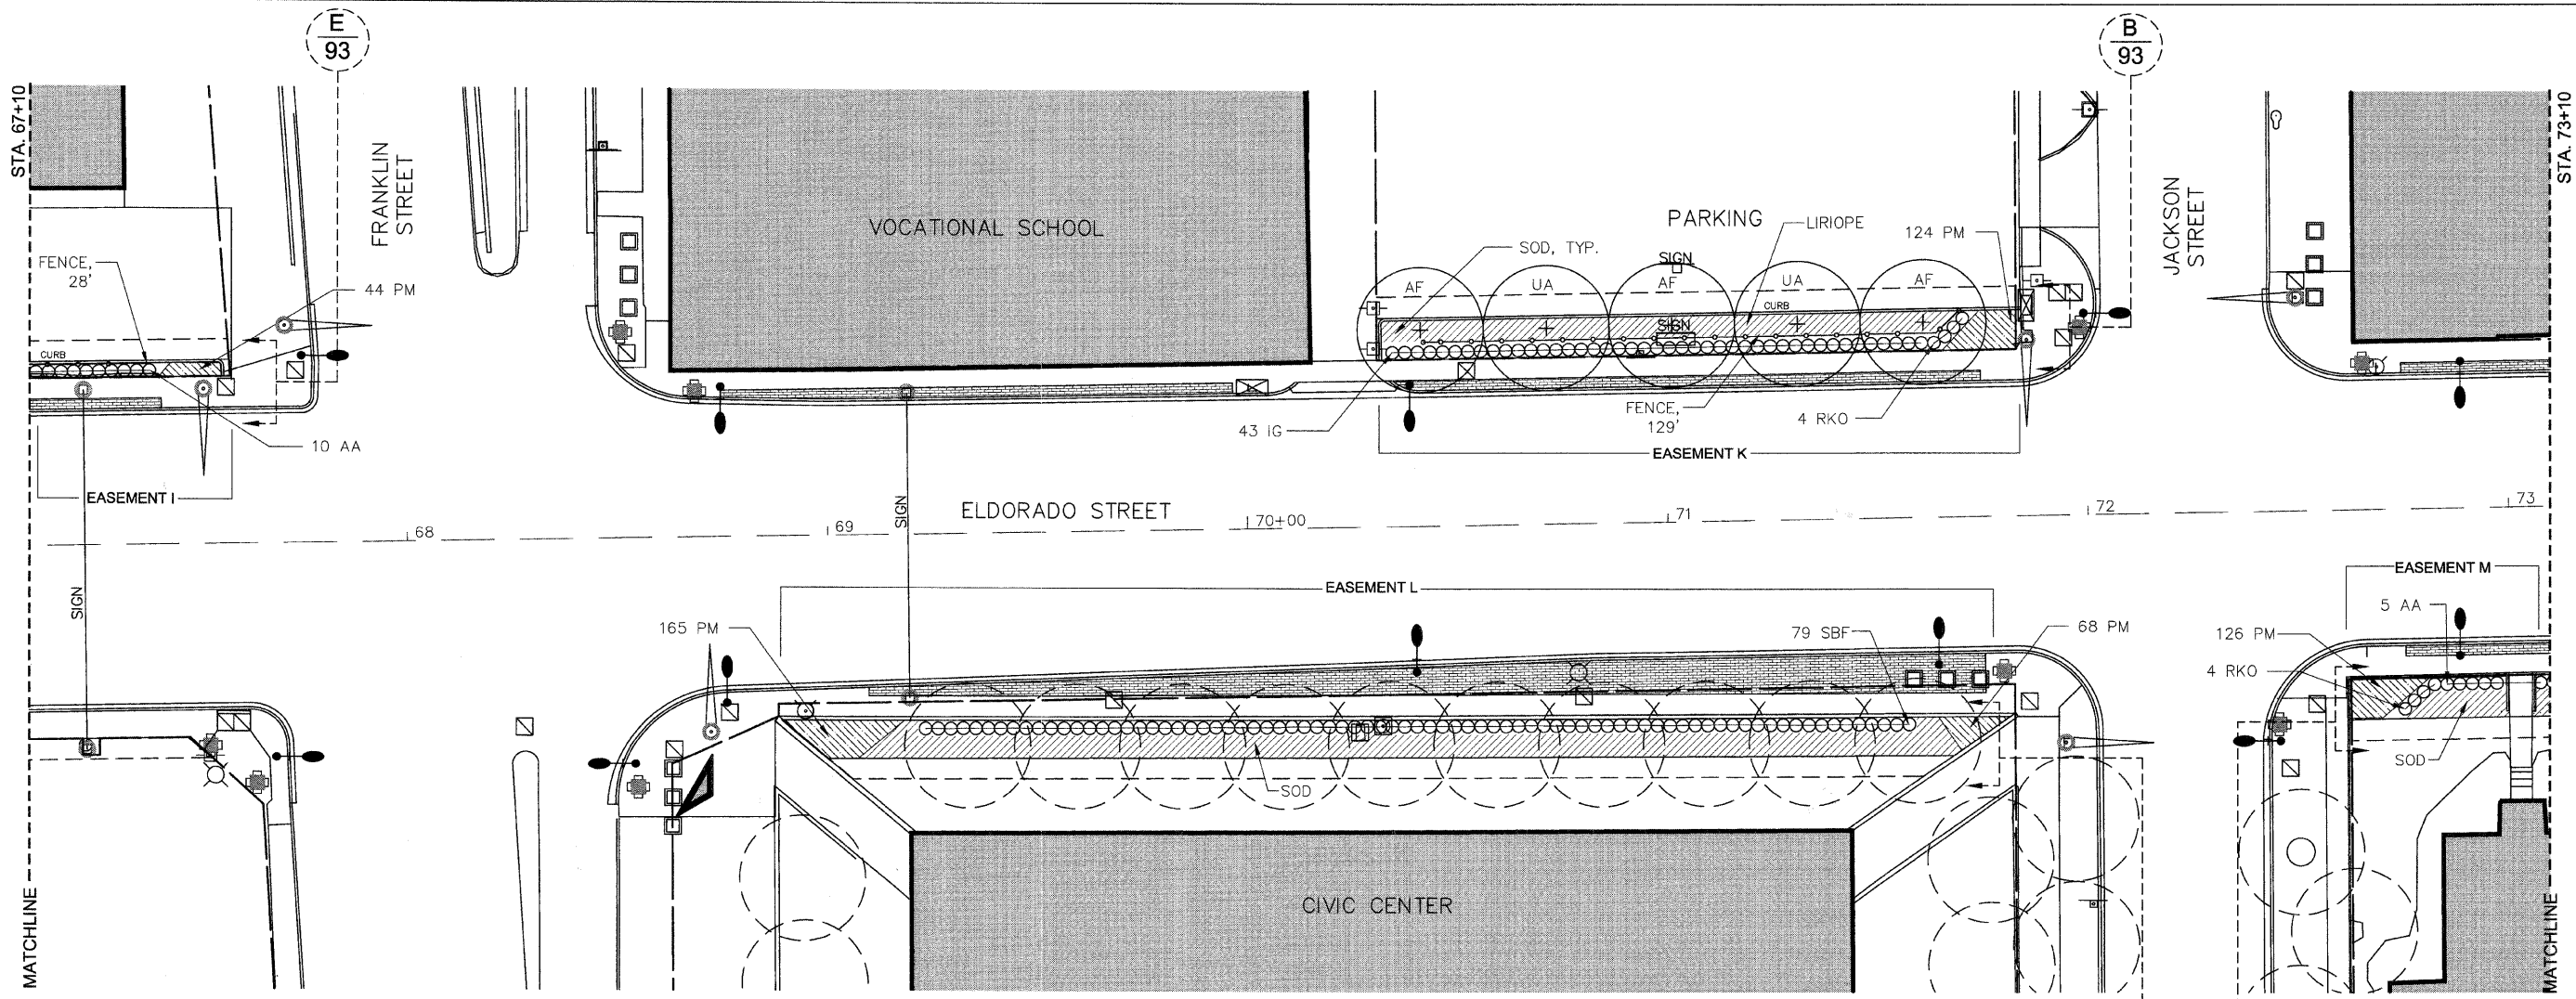 E
93
B
93
STA. 67+10
STA. 73+10
FRANKLIN
STREET
VOCATIONAL SCHOOL
PARKING
LIRIOPE
124 PM
JACKSON
STREET
SOD, TYP.
SIGN
FENCE,
28'
44 PM
AF
UA
AF
UA
AF
CURB
SIGN
CURB
FENCE,
129'
4 RKO
43 IG
10 AA
EASEMENT K
EASEMENT I
SIGN
ELDORADO STREET
68
69
70+00
71
72
73
SIGN
EASEMENT L
EASEMENT M
5 AA
165 PM
79 SBF
68 PM
126 PM
4 RKO
SOD
SOD
CIVIC CENTER
MATCHLINE
MATCHLINE